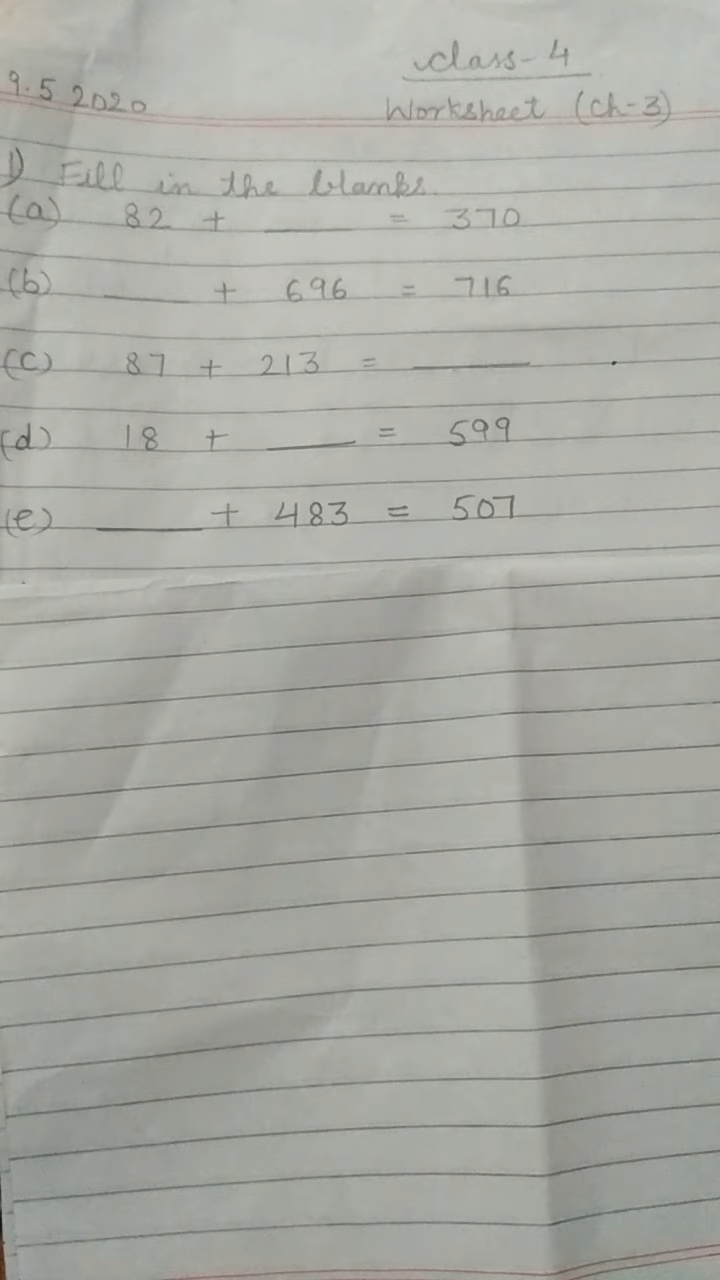 Class-4
9.5 2020
Worksheet (Ch-3)
1) Fill in the blanks.
(a) 82 + ____ = 370
(b) ____ + 696 = 716
(c) 87 + 213 = ____
(d) 18 + ____ = 599
(e) ____ + 483 = 507